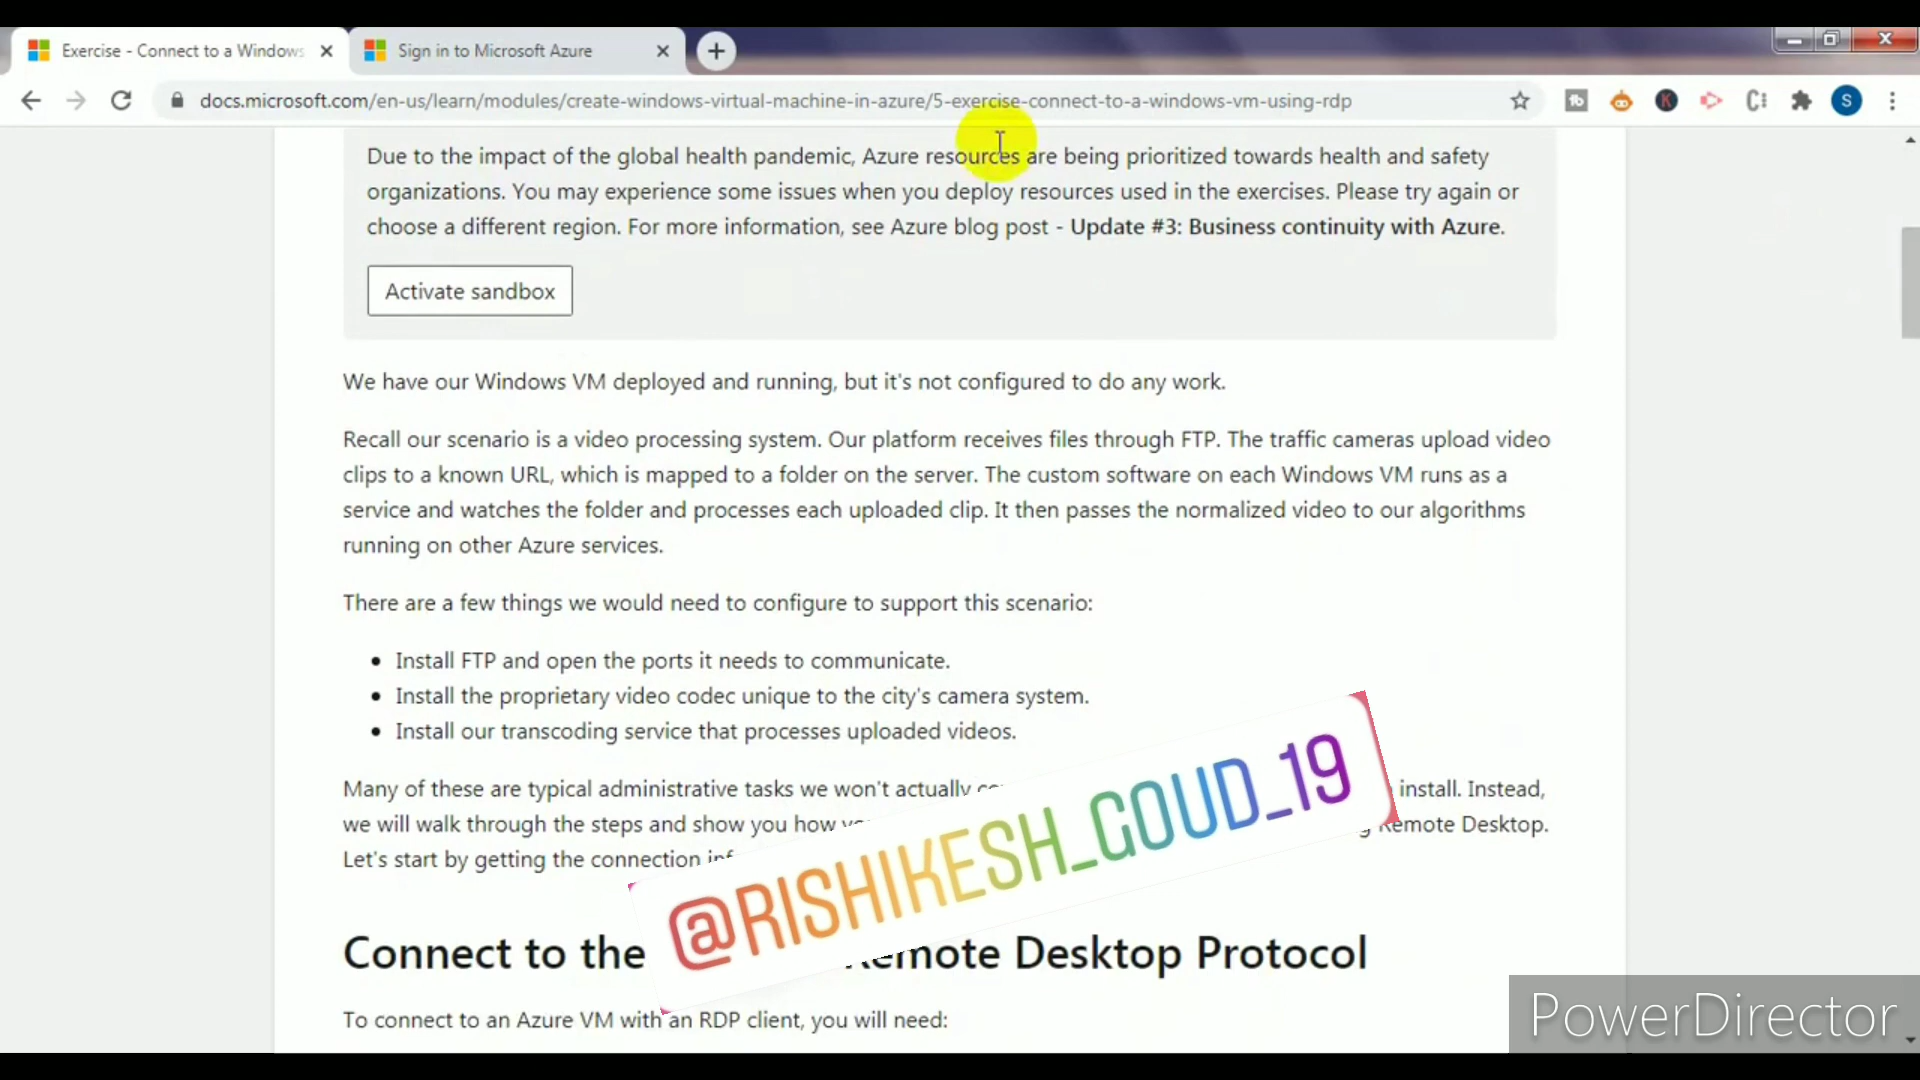 Exercise - Connect to a Windows
Sign in to Microsoft Azure
docs.microsoft.com/en-us/learn/modules/create-windows-virtual-machine-in-azure/5-exercise-connect-to-a-windows-vm-using-rdp
S
Due to the impact of the global health pandemic, Azure resources are being prioritized towards health and safety
organizations. You may experience some issues when you deploy resources used in the exercises. Please try again or
choose a different region. For more information, see Azure blog post - Update #3: Business continuity with Azure.
Activate sandbox
We have our Windows VM deployed and running, but it's not configured to do any work.
Recall our scenario is a video processing system. Our platform receives files through FTP. The traffic cameras upload video
clips to a known URL, which is mapped to a folder on the server. The custom software on each Windows VM runs as a
service and watches the folder and processes each uploaded clip. It then passes the normalized video to our algorithms
running on other Azure services.
There are a few things we would need to configure to support this scenario:
• Install FTP and open the ports it needs to communicate.
• Install the proprietary video codec unique to the city's camera system.
• Install our transcoding service that processes uploaded videos.
Many of these are typical administrative tasks we won't actually install. Instead,
we will walk through the steps and show you how Remote Desktop.
Let's start by getting the connection
@RISHIKESH_GOUD_19
Connect to the Remote Desktop Protocol
To connect to an Azure VM with an RDP client, you will need:
PowerDirector